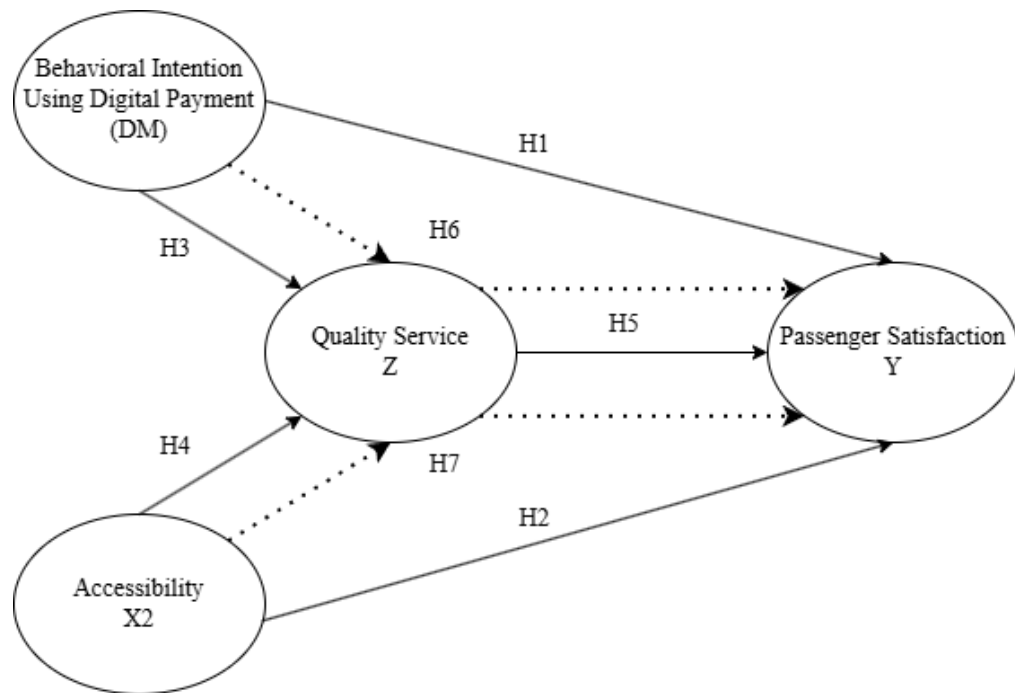 Behavioral Intention
Using Digital Payment
(DM)
H1
H3
H6
H5
Quality Service
Z
Passenger Satisfaction
Y
H4
H7
H2
Accessibility
X2